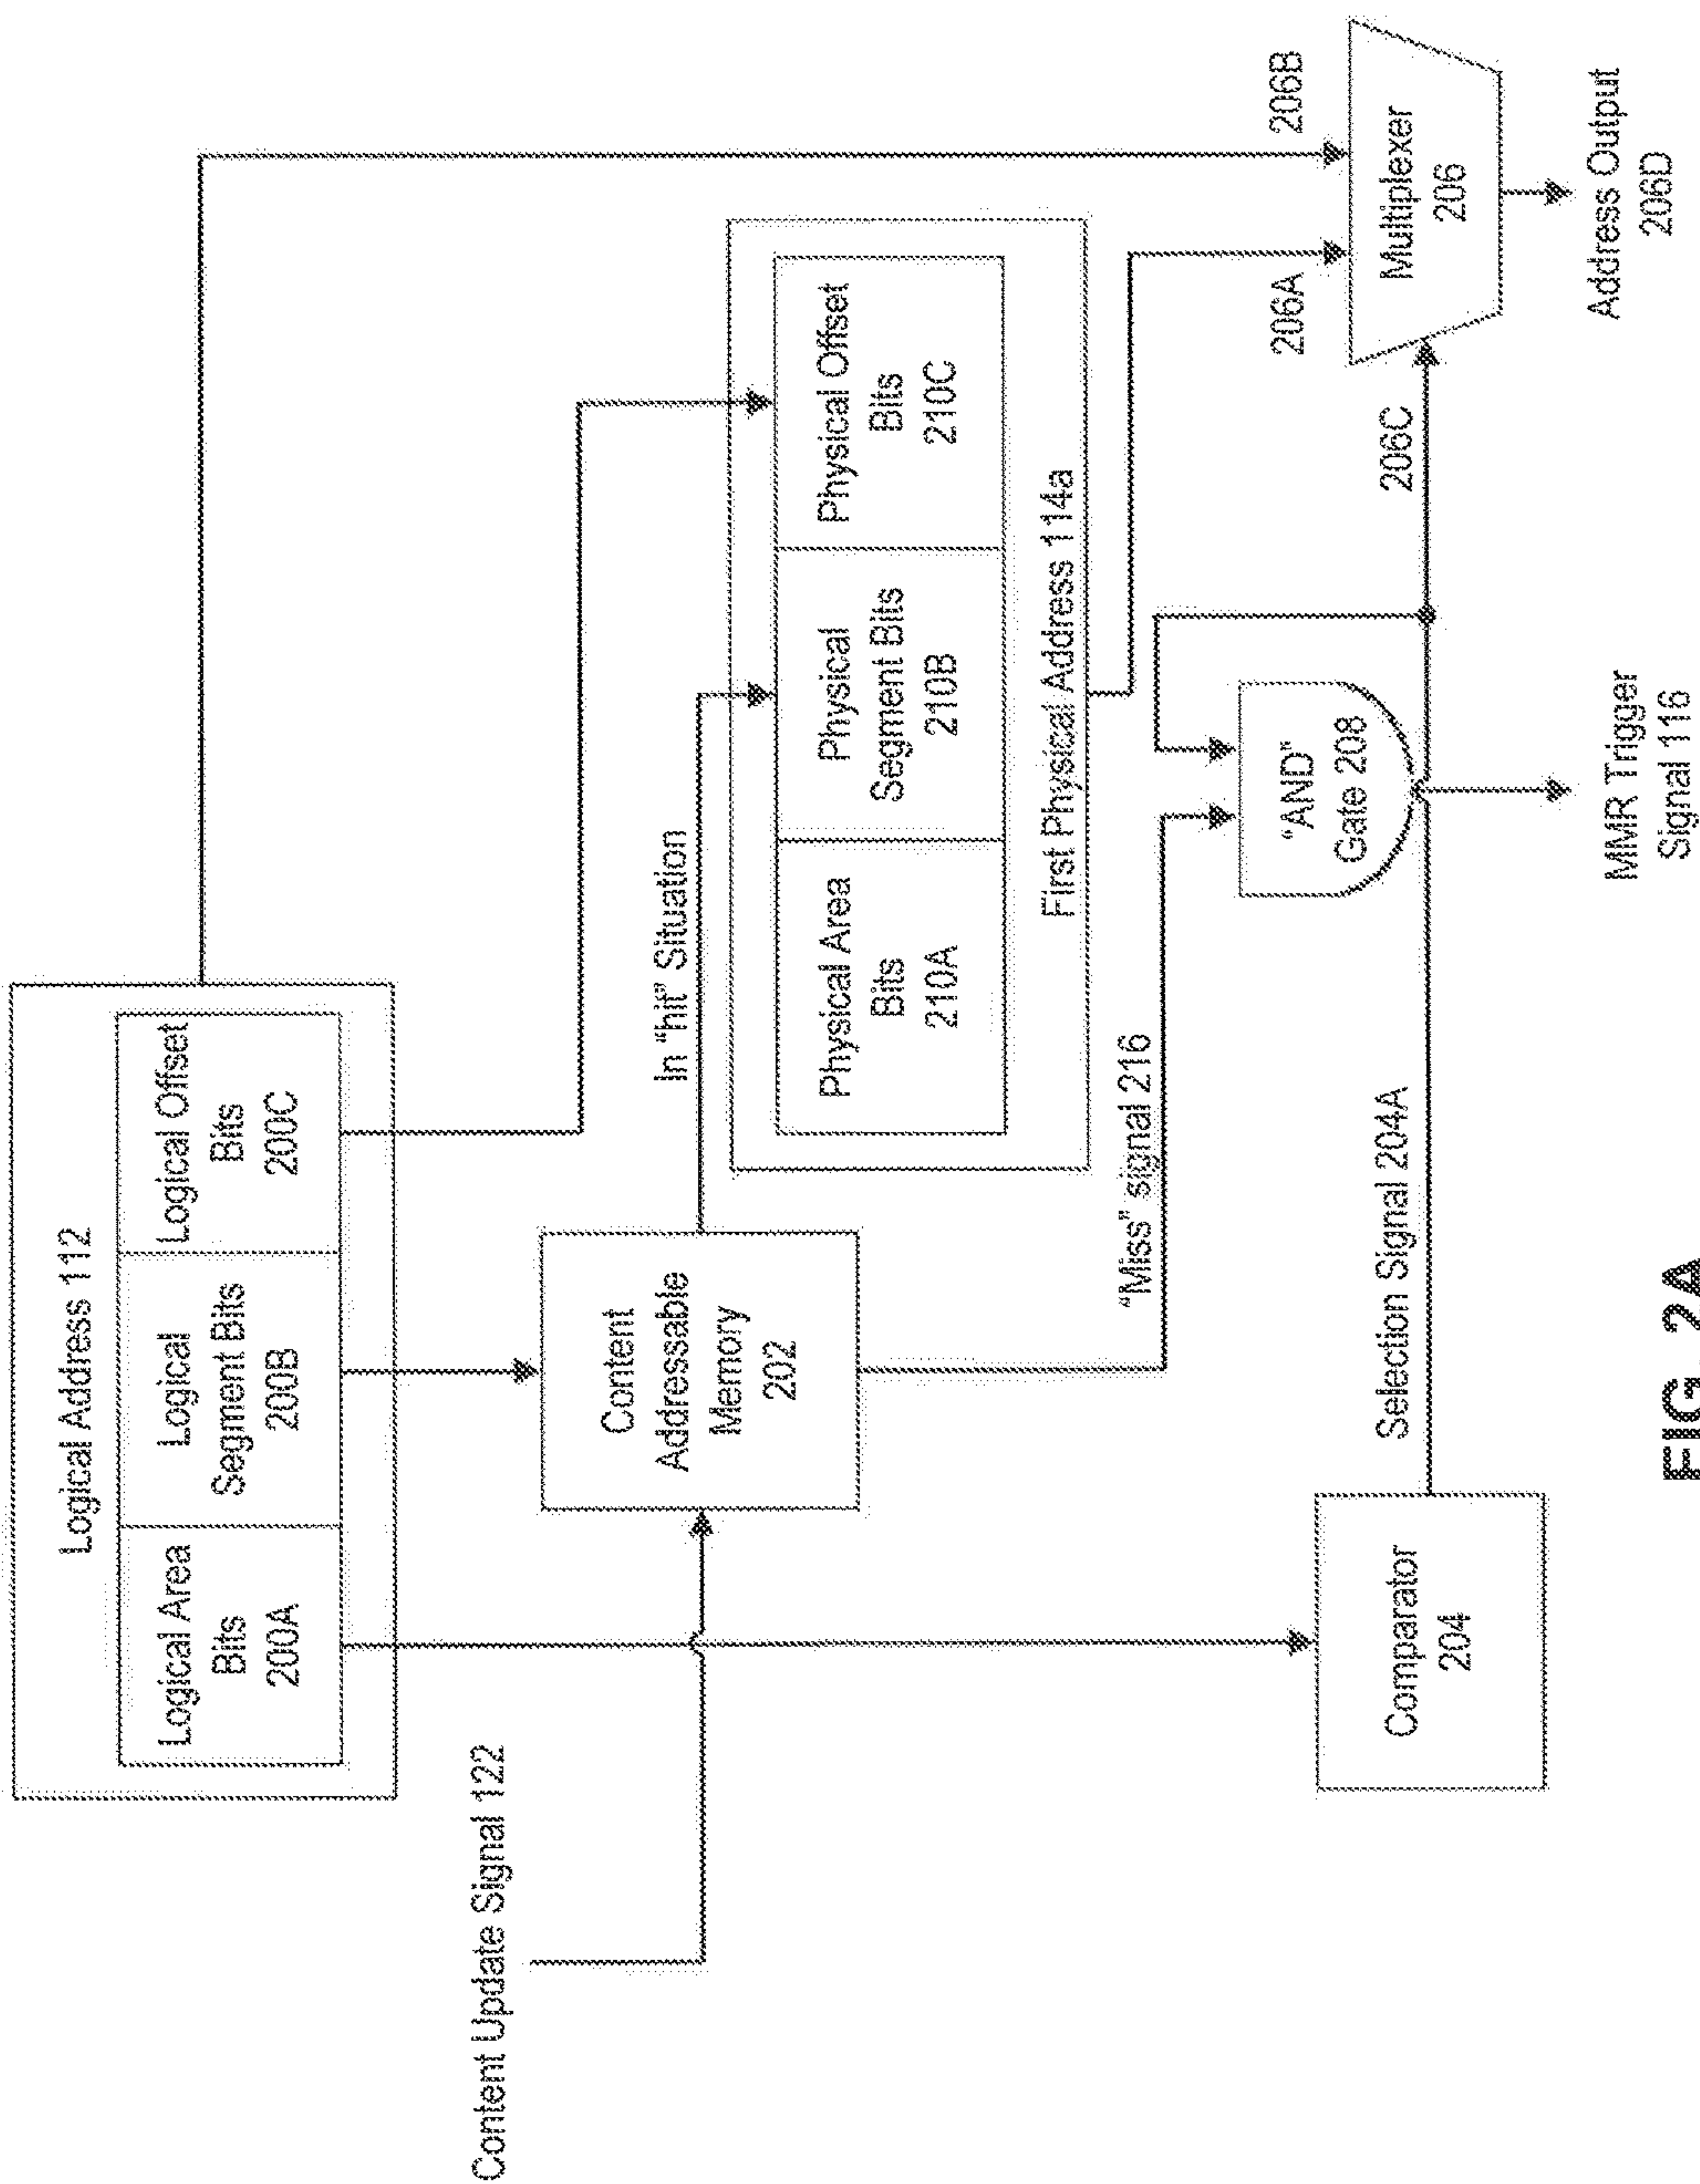 Logical Address 112
Logical Area
Bits
200A
Logical
Segment Bits
200B
Logical Offset
Bits
200C
Content Update Signal 122
Content
Addressable
Memory
202
In "hit" Situation
Physical Area
Bits
210A
Physical
Segment Bits
210B
Physical Offset
Bits
210C
First Physical Address 114a
"Miss" signal 216
"AND"
Gate 208
206A
206B
Comparator
204
Selection Signal 204A
206C
Multiplexer
206
MMR Trigger
Signal 116
Address Output
206D
FIG. 2A